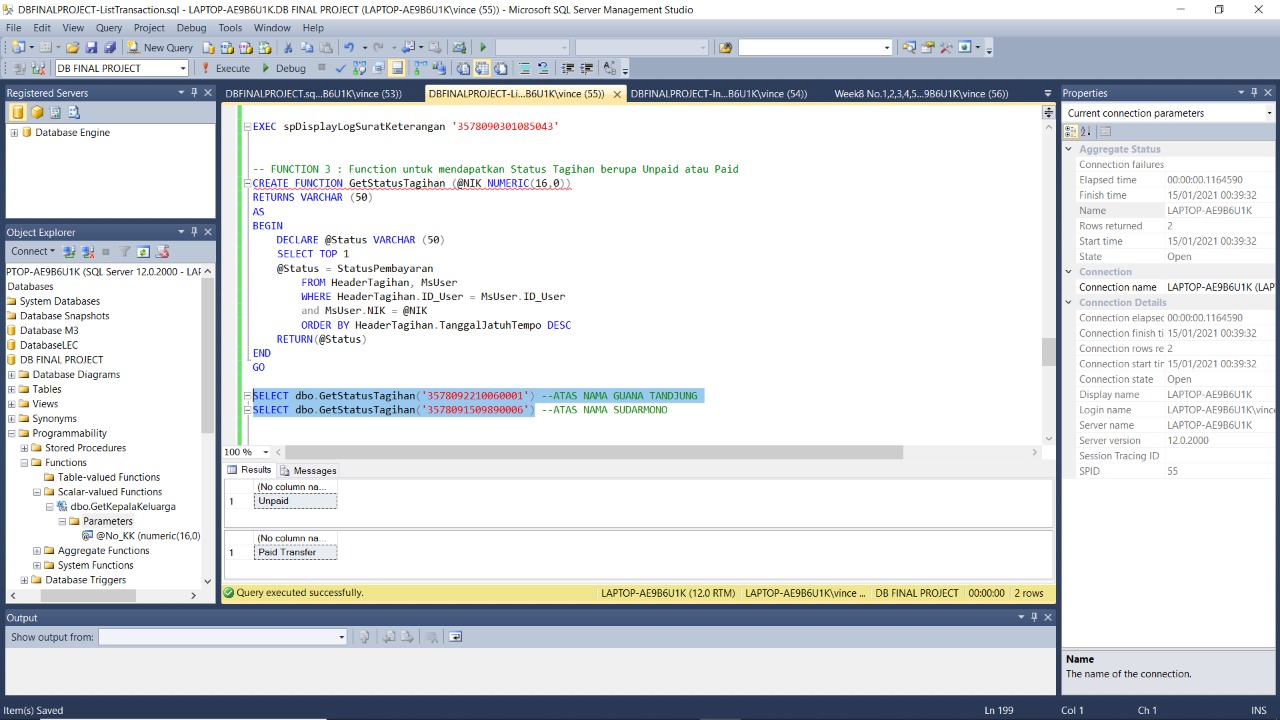 DBFINALPROJECT-ListTransaction.sql - LAPTOP-AE9B6U1K.DB FINAL PROJECT (LAPTOP-AE9B6U1K\vince (55)) - Microsoft SQL Server Management Studio
File Edit View Query Project Debug Tools Window Help
New Query
DB FINAL PROJECT Execute Debug
Registered Servers
Database Engine
Object Explorer
Connect
PTOP-AE9B6U1K (SQL Server 12.0.2000 - LAP
Databases
System Databases
Database Snapshots
Database M3
DatabaseLEC
DB FINAL PROJECT
Database Diagrams
Tables
Views
Synonyms
Programmability
Stored Procedures
Functions
Table-valued Functions
Scalar-valued Functions
dbo.GetKepalaKeluarga
Parameters
@No_KK (numeric(16,0)
Aggregate Functions
System Functions
Database Triggers
DBFINALPROJECT.sq...B6U1K\vince (53)) DBFINALPROJECT-Li...B6U1K\vince (55)) DBFINALPROJECT-In...B6U1K\vince (54)) Week8 No.1,2,3,4,5...9B6U1K\vince (56))
EXEC spDisplayLogSuratKeterangan '3578090301085043'
-- FUNCTION 3 : Function untuk mendapatkan Status Tagihan berupa Unpaid atau Paid
CREATE FUNCTION GetStatusTagihan (@NIK NUMERIC(16,0))
RETURNS VARCHAR (50)
AS
BEGIN
DECLARE @Status VARCHAR (50)
SELECT TOP 1
@Status = StatusPembayaran
FROM HeaderTagihan, MsUser
WHERE HeaderTagihan.ID_User = MsUser.ID_User
and MsUser.NIK = @NIK
ORDER BY HeaderTagihan.TanggalJatuhTempo DESC
RETURN(@Status)
END
GO
SELECT dbo.GetStatusTagihan('3578092210060001') --ATAS NAMA GUANA TANDJUNG
SELECT dbo.GetStatusTagihan('3578091509890006') --ATAS NAMA SUDARMONO
100 %
Results Messages
(No column na...
1 Unpaid
(No column na...
1 Paid Transfer
Query executed successfully. LAPTOP-AE9B6U1K (12.0 RTM) LAPTOP-AE9B6U1K\vince ... DB FINAL PROJECT 00:00:00 2 rows
Properties
Current connection parameters
Aggregate Status
Connection failures
Elapsed time 00:00:00.1164590
Finish time 15/01/2021 00:39:32
Name LAPTOP-AE9B6U1K
Rows returned 2
Start time 15/01/2021 00:39:32
State Open
Connection
Connection name LAPTOP-AE9B6U1K (LAP
Connection Details
Connection elapsec 00:00:00.1164590
Connection finish ti 15/01/2021 00:39:32
Connection rows re 2
Connection start tir 15/01/2021 00:39:32
Connection state Open
Display name LAPTOP-AE9B6U1K
Login name LAPTOP-AE9B6U1K\vince
Server name LAPTOP-AE9B6U1K
Server version 12.0.2000
Session Tracing ID
SPID 55
Name
The name of the connection.
Output
Show output from:
Item(s) Saved Ln 199 Col 1 Ch 1 INS